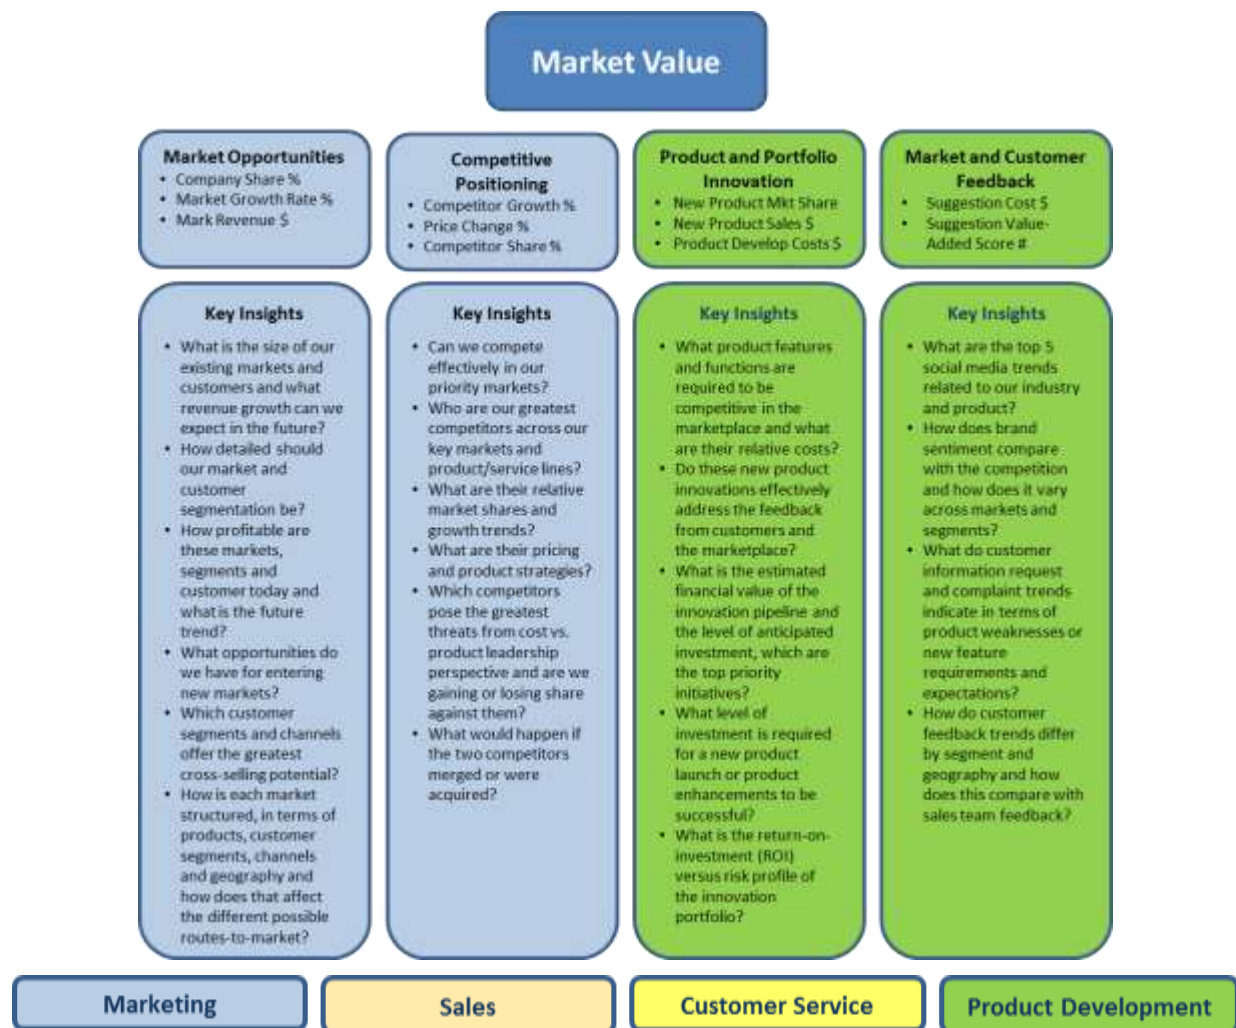 Market Value
Market Opportunities
• Company Share %
• Market Growth Rate %
• Mark Revenue $
Competitive
Positioning
• Competitor Growth %
• Price Change %
• Competitor Share %
Product and Portfolio
Innovation
• New Product Mkt Share
• New Product Sales $
• Product Develop Costs $
Market and Customer
Feedback
• Suggestion Cost $
• Suggestion Value-
Added Score #
Key Insights
• What is the size of our
existing markets and
customers and what
revenue growth can we
expect in the future?
• How detailed should
our market and
customer
segmentation be?
• How profitable are
these markets,
segments and
customer today and
what is the future
trend?
• What opportunities do
we have for entering
new markets?
• Which customer
segments and channels
offer the greatest
cross-selling potential?
• How is each market
structured, in terms of
products, customer
segments, channels
and geography and
how does that affect
the different possible
routes-to-market?
Key Insights
• Can we compete
effectively in our
priority markets?
• Who are our greatest
competitors across our
key markets and
product/service lines?
• What are their relative
market shares and
growth trends?
• What are their pricing
and product strategies?
• Which competitors
pose the greatest
threats from cost vs.
product leadership
perspective and are we
gaining or losing share
against them?
• What would happen if
the two competitors
merged or were
acquired?
Key Insights
• What product features
and functions are
required to be
competitive in the
marketplace and what
are their relative costs?
• Do these new product
innovations effectively
address the feedback
from customers and
the marketplace?
• What is the estimated
financial value of the
innovation pipeline and
the level of anticipated
investment, which are
the top priority
initiatives?
• What level of
investment is required
for a new product
launch or product
enhancements to be
successful?
• What is the return-on-
investment (ROI)
versus risk profile of
the innovation
portfolio?
Key Insights
• What are the top 5
social media trends
related to our industry
and product?
• How does brand
sentiment compare
with the competition
and how does it vary
across markets and
segments?
• What do customer
information request
and complaint trends
indicate in terms of
product weaknesses or
new feature
requirements and
expectations?
• How do customer
feedback trends differ
by segment and
geography and how
does this compare with
sales team feedback?
Marketing
Sales
Customer Service
Product Development